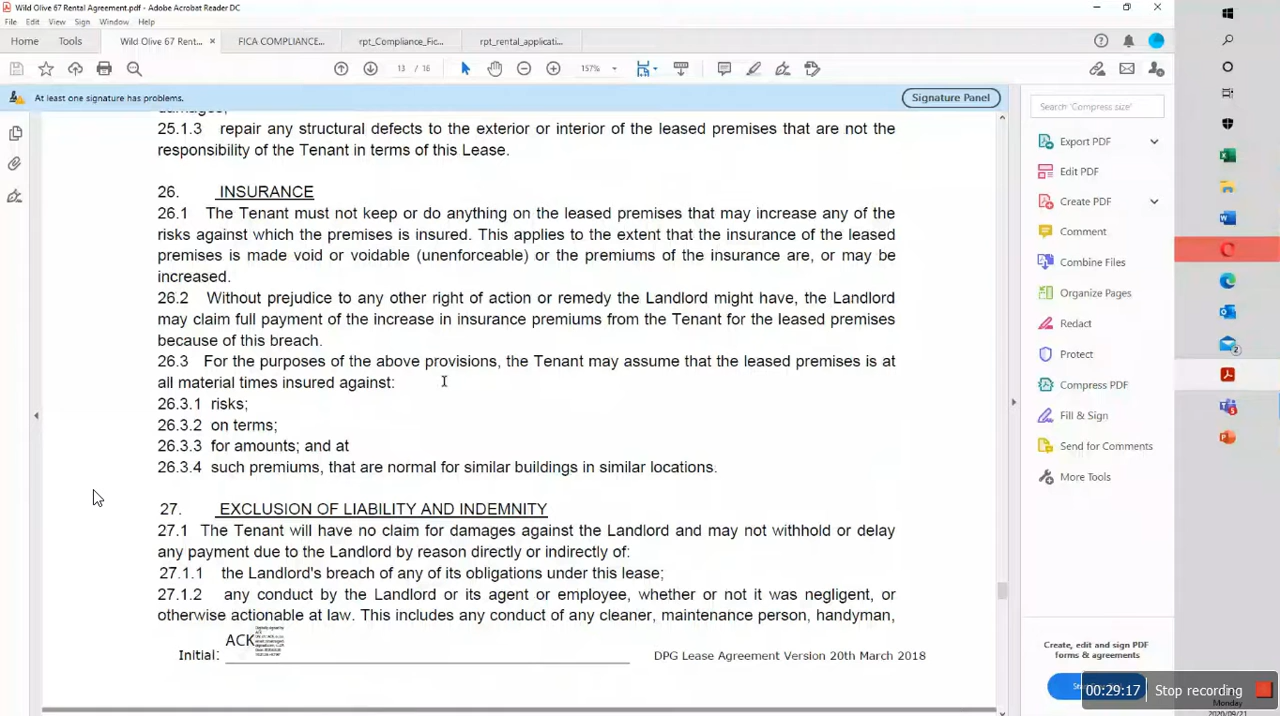 Wild Olive 67 Rental Agreement.pdf - Adobe Acrobat Reader DC
File Edit View Sign Window Help
Home Tools Wild Olive 67 Rent... × FICA COMPLIANCE... rpt_Compliance_Fic... rpt_rental_applicati...
13 / 16 157%
At least one signature has problems. Signature Panel
damages;
25.1.3 repair any structural defects to the exterior or interior of the leased premises that are not the
responsibility of the Tenant in terms of this Lease.
26. INSURANCE
26.1 The Tenant must not keep or do anything on the leased premises that may increase any of the
risks against which the premises is insured. This applies to the extent that the insurance of the leased
premises is made void or voidable (unenforceable) or the premiums of the insurance are, or may be
increased.
26.2 Without prejudice to any other right of action or remedy the Landlord might have, the Landlord
may claim full payment of the increase in insurance premiums from the Tenant for the leased premises
because of this breach.
26.3 For the purposes of the above provisions, the Tenant may assume that the leased premises is at
all material times insured against:
26.3.1 risks;
26.3.2 on terms;
26.3.3 for amounts; and at
26.3.4 such premiums, that are normal for similar buildings in similar locations.
27. EXCLUSION OF LIABILITY AND INDEMNITY
27.1 The Tenant will have no claim for damages against the Landlord and may not withhold or delay
any payment due to the Landlord by reason directly or indirectly of:
27.1.1 the Landlord's breach of any of its obligations under this lease;
27.1.2 any conduct by the Landlord or its agent or employee, whether or not it was negligent, or
otherwise actionable at law. This includes any conduct of any cleaner, maintenance person, handyman,
ACK
Initial: DPG Lease Agreement Version 20th March 2018
Search 'Compress size'
Export PDF
Edit PDF
Create PDF
Comment
Combine Files
Organize Pages
Redact
Protect
Compress PDF
Fill & Sign
Send for Comments
More Tools
Create, edit and sign PDF
forms & agreements
00:29:17 Stop recording
Monday
2020/09/21